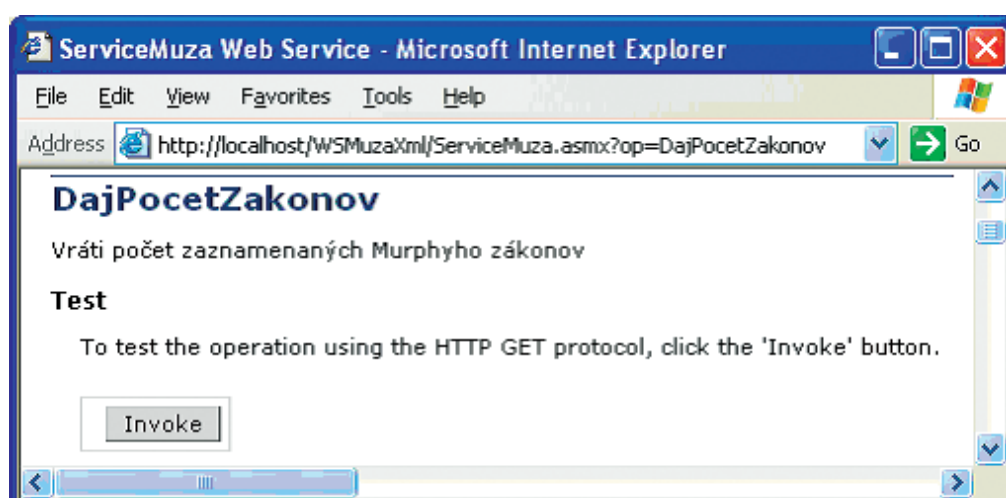 ServiceMuza Web Service - Microsoft Internet Explorer
File Edit View Favorites Tools Help
Address http://localhost/WSMuzaXml/ServiceMuza.asmx?op=DajPocetZakonov Go
DajPocetZakonov
Vráti počet zaznamenaných Murphyho zákonov
Test
To test the operation using the HTTP GET protocol, click the 'Invoke' button.
Invoke